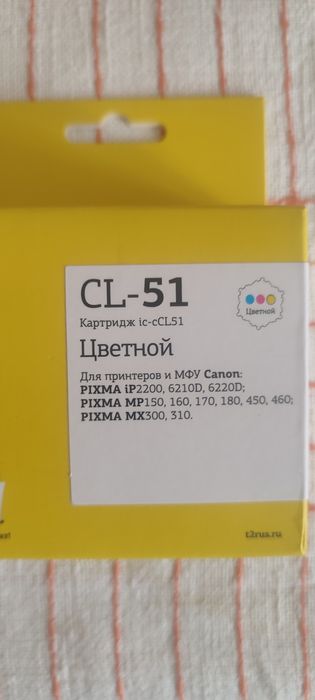 CL-51
Картридж ic-cCL51
Цветной
Цветной
Для принтеров и МФУ Canon:
PIXMA iP2200, 6210D, 6220D;
PIXMA MP150, 160, 170, 180, 450, 460;
PIXMA MX300, 310.
t2rus.ru